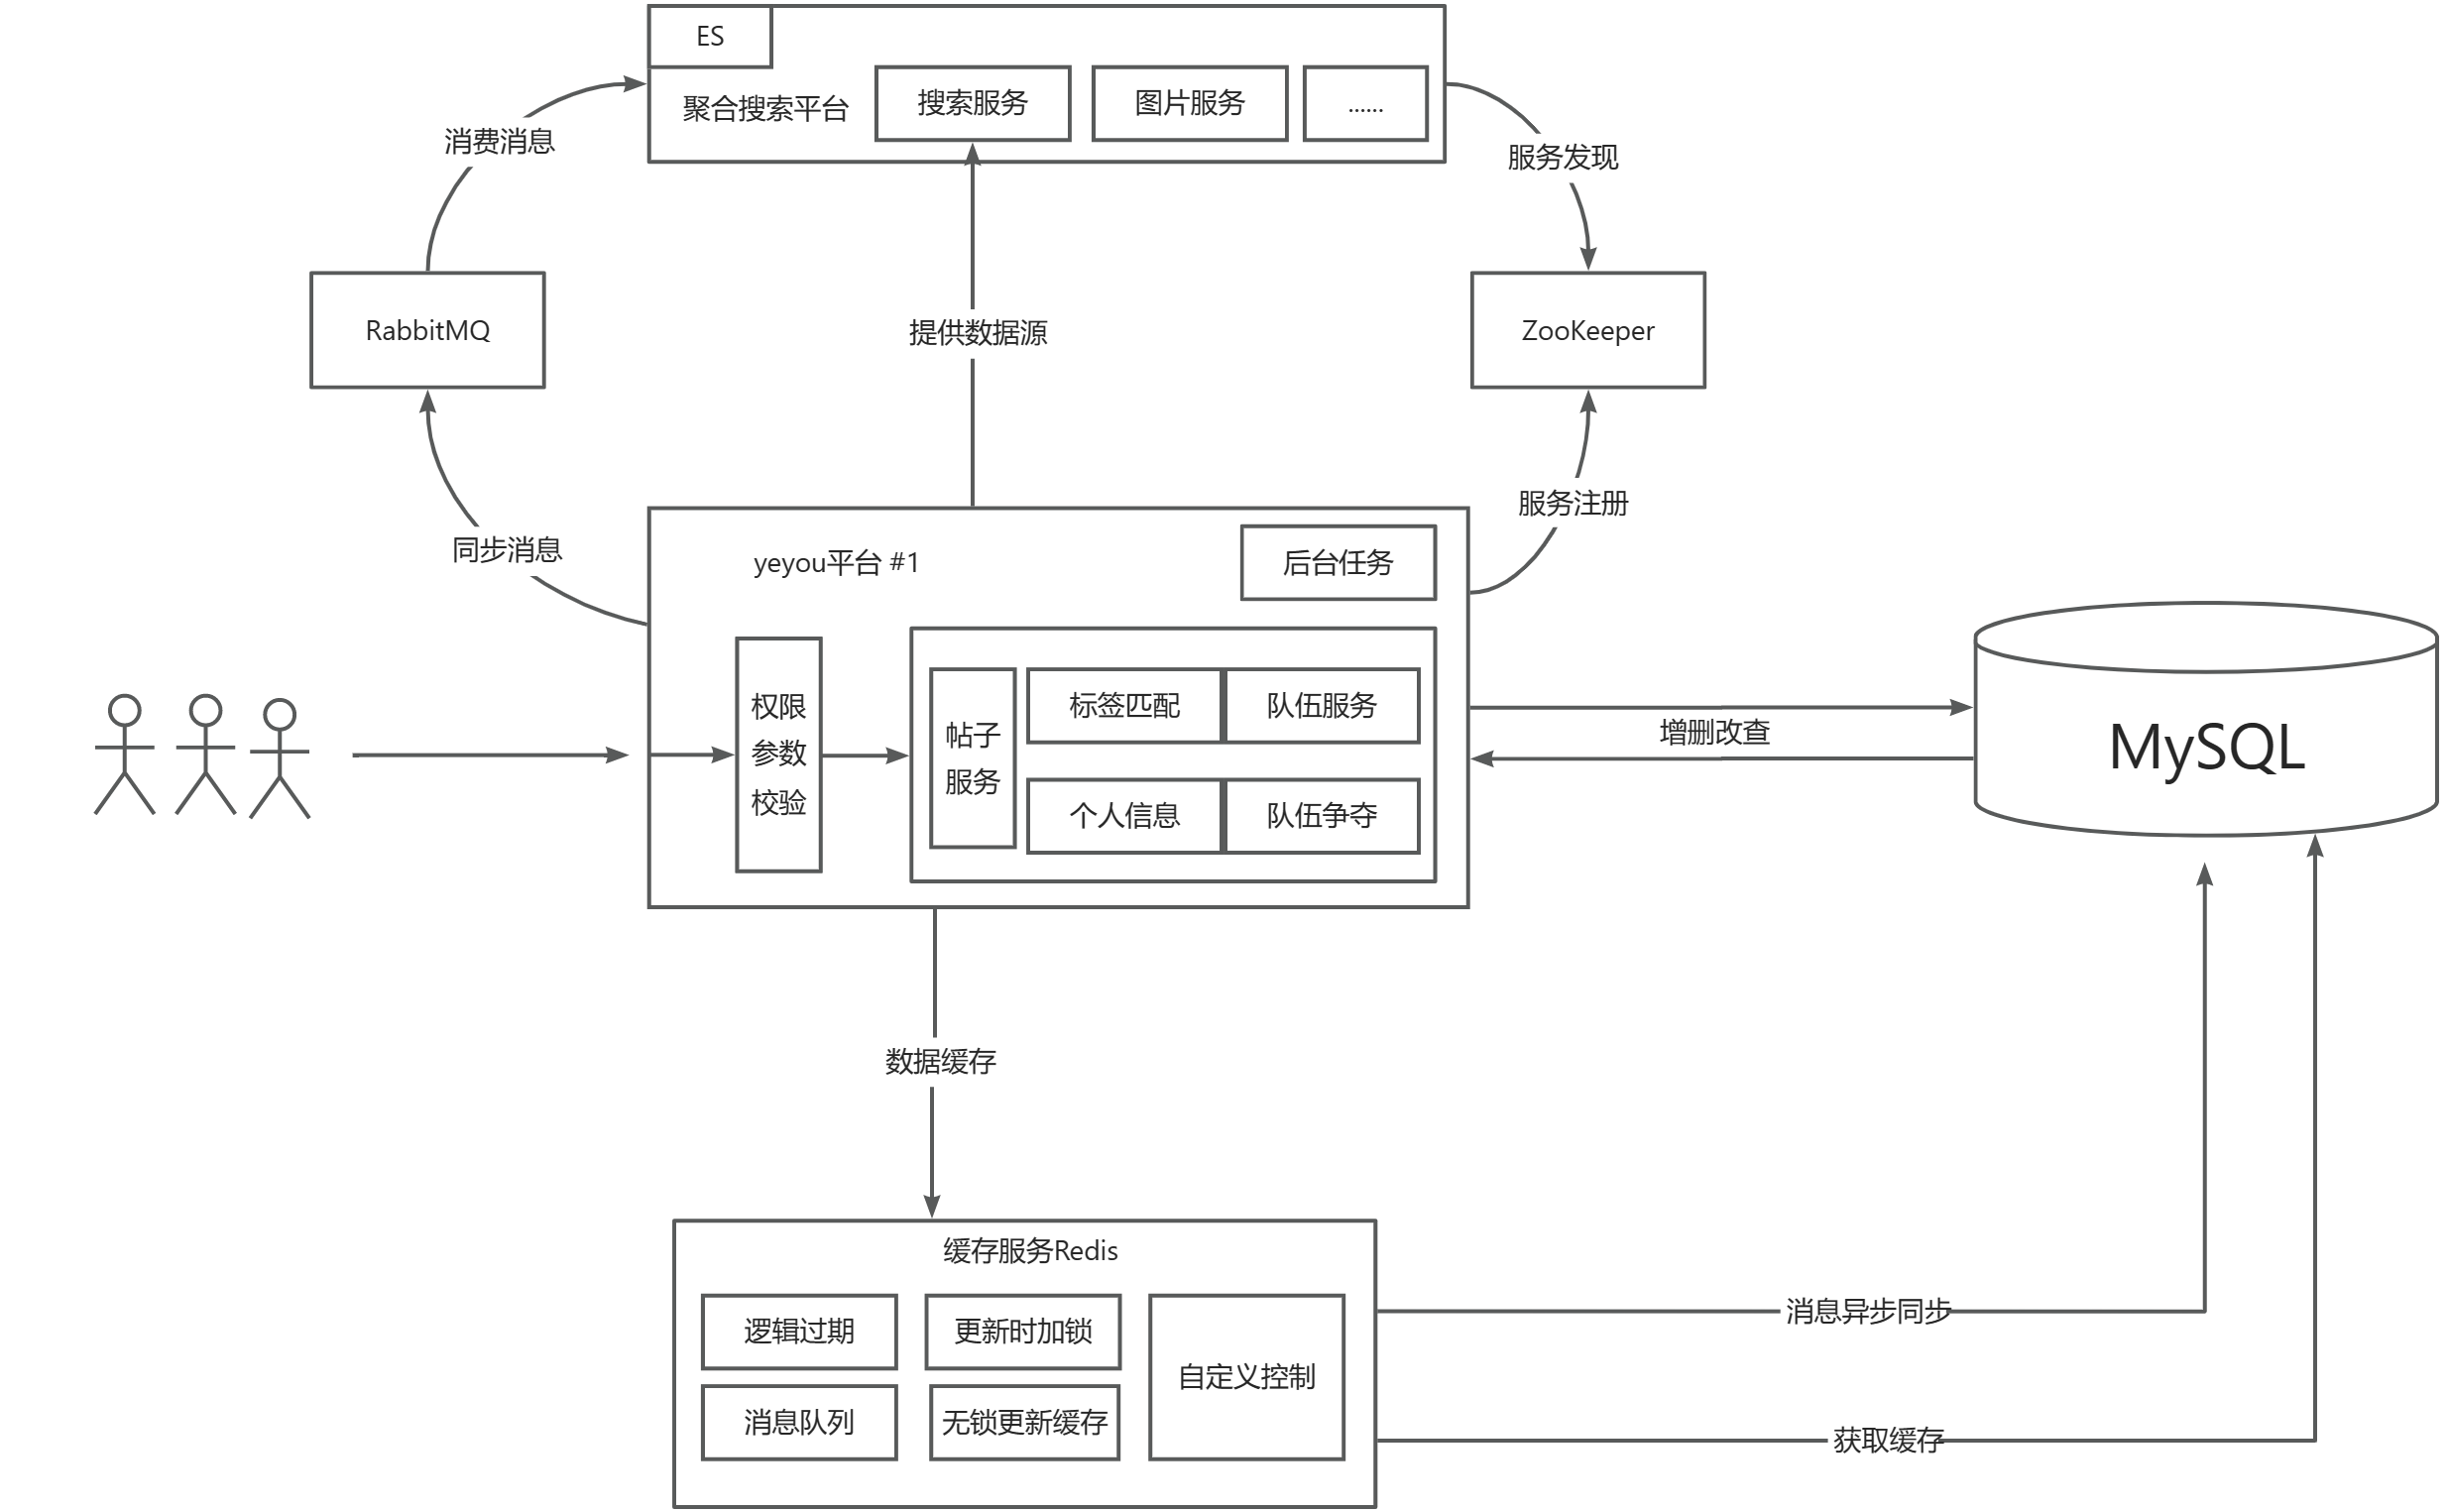 ES
聚合搜索平台
搜索服务
图片服务
......
消费消息
服务发现
RabbitMQ
提供数据源
ZooKeeper
同步消息
服务注册
yeyou平台 #1
后台任务
权限
参数
校验
帖子
服务
标签匹配
队伍服务
个人信息
队伍争夺
增删改查
MySQL
数据缓存
缓存服务Redis
逻辑过期
更新时加锁
自定义控制
消息队列
无锁更新缓存
消息异步同步
获取缓存